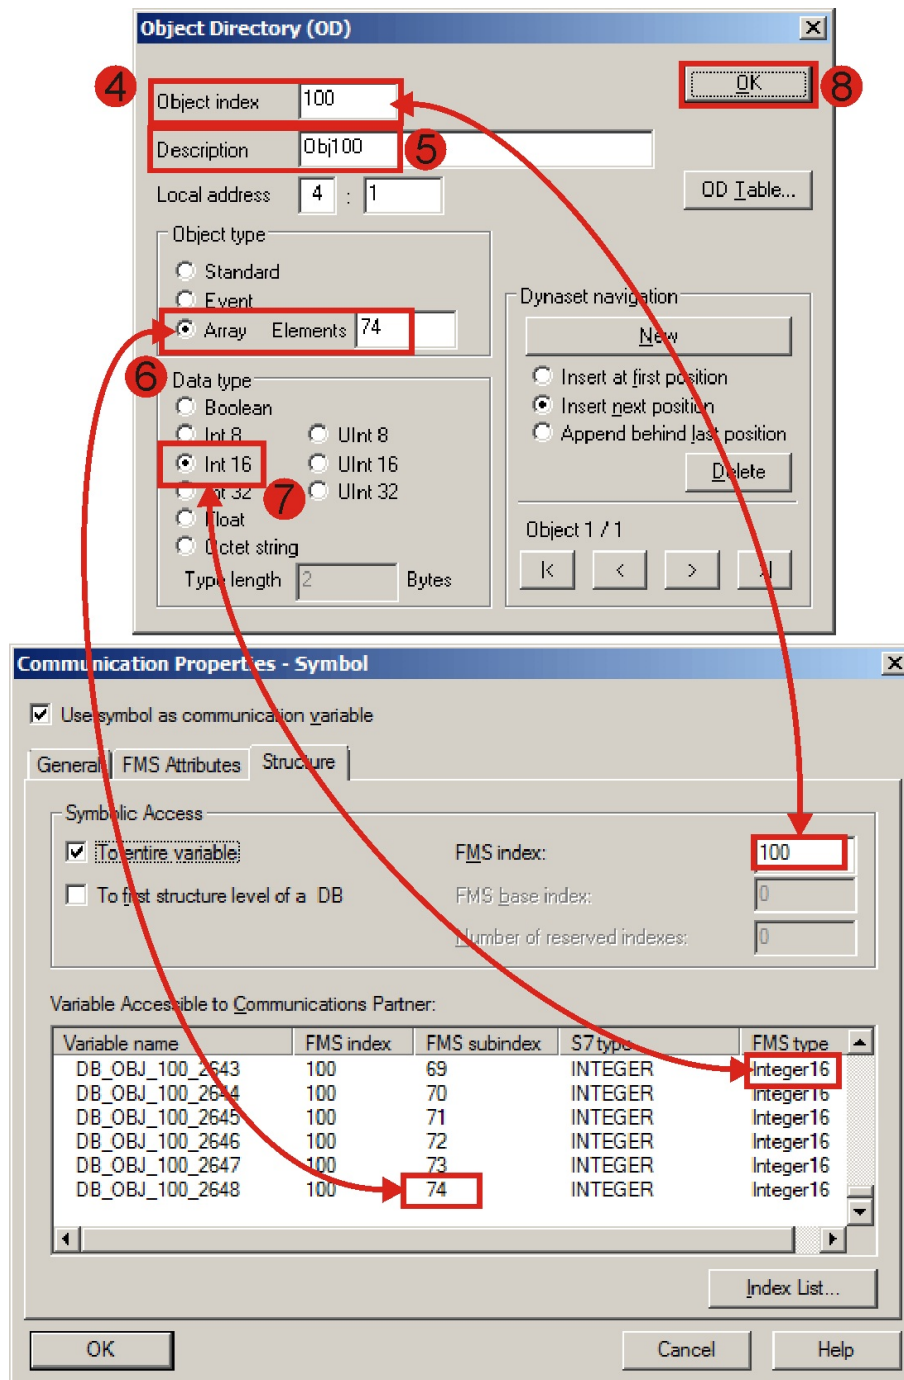 Object Directory (OD)
4 Object index 100 OK 8
Description Obj100 5
Local address 4 : 1 OD Table...
Object type
Standard
Event
Array Elements 74
6
Dynaset navigation
New
Insert at first position
Insert next position
Append behind last position
Delete
Data type
Boolean
Int 8 UInt 8
Int 16 UInt 16
Int 32 7 UInt 32
Float
Octet string
Type length 2 Bytes
Object 1 / 1
|< < > >|
Communication Properties - Symbol
Use symbol as communication variable
General FMS Attributes Structure
Symbolic Access
To entire variable FMS index: 100
To first structure level of a DB FMS base index: 0
Number of reserved indexes: 0
Variable Accessible to Communications Partner:
Variable name FMS index FMS subindex S7 type FMS type
DB_OBJ_100_2643 100 69 INTEGER Integer16
DB_OBJ_100_2644 100 70 INTEGER Integer16
DB_OBJ_100_2645 100 71 INTEGER Integer16
DB_OBJ_100_2646 100 72 INTEGER Integer16
DB_OBJ_100_2647 100 73 INTEGER Integer16
DB_OBJ_100_2648 100 74 INTEGER Integer16
Index List...
OK Cancel Help